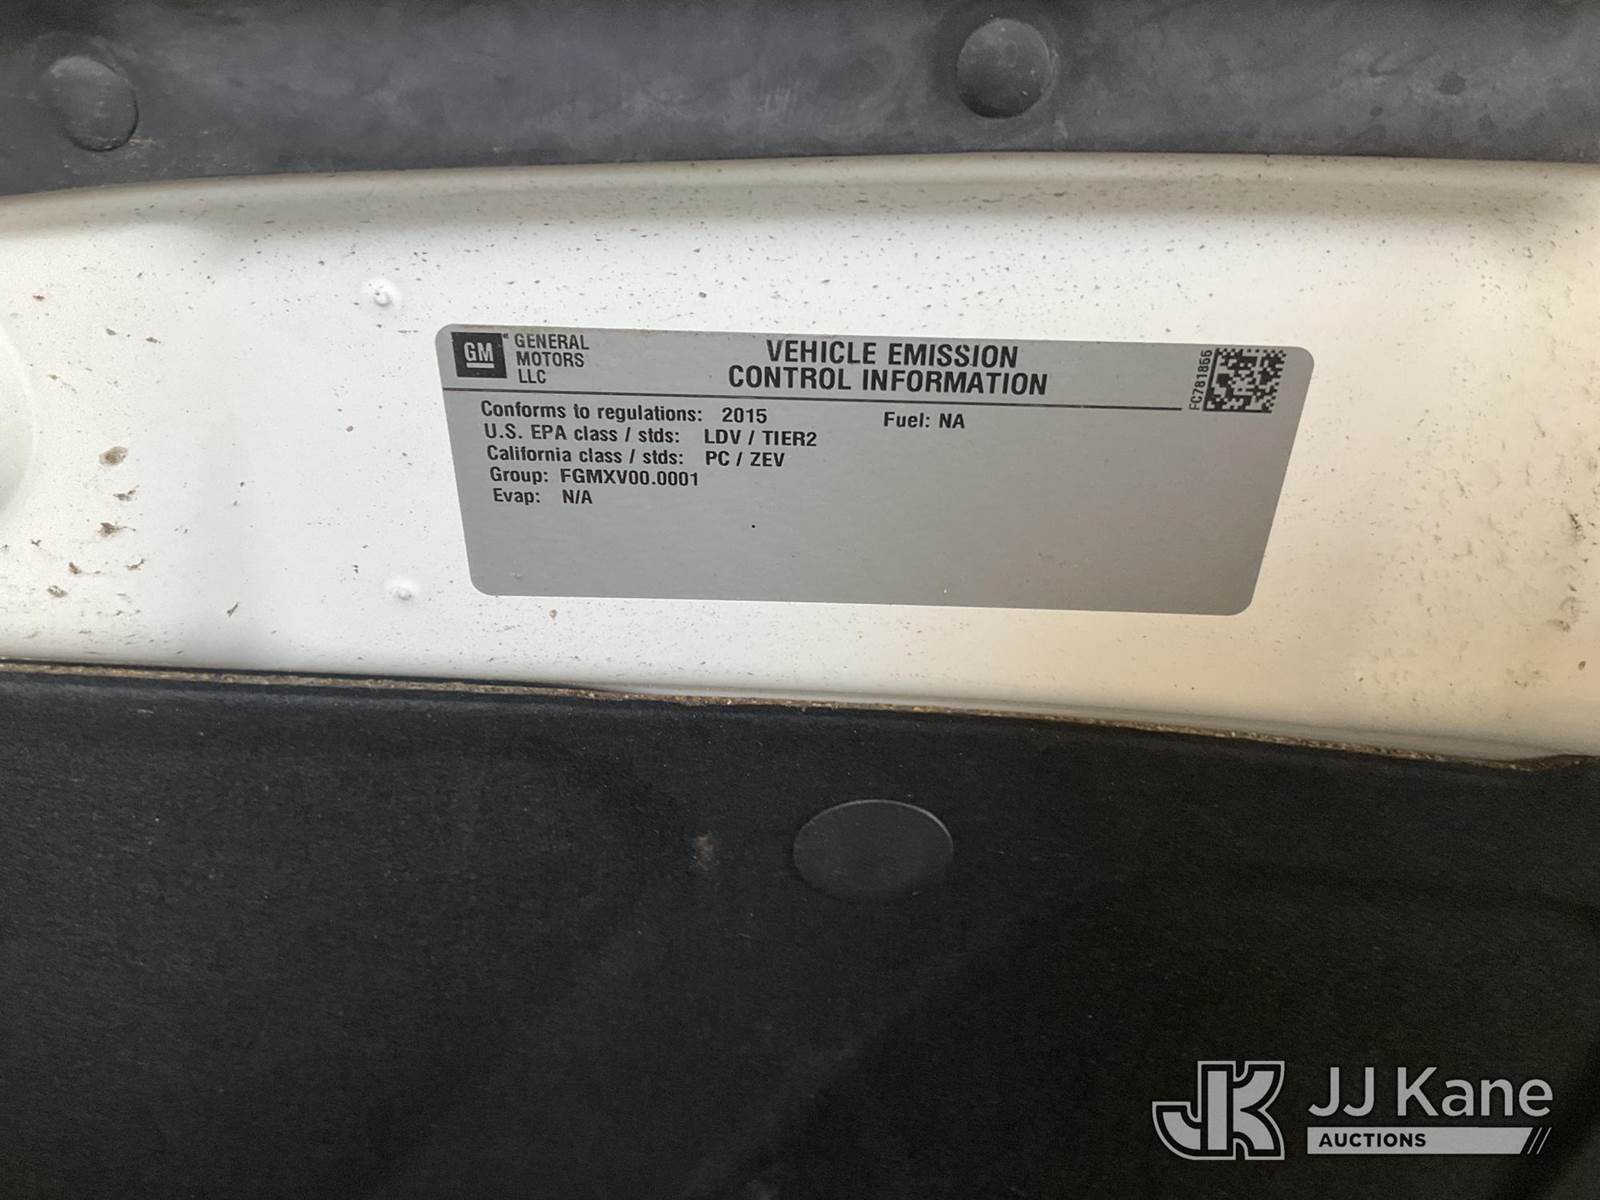 GM
GENERAL
MOTORS
LLC
VEHICLE EMISSION
CONTROL INFORMATION
FC781866
Conforms to regulations: 2015 Fuel: NA
U.S. EPA class / stds: LDV / TIER2
California class / stds: PC / ZEV
Group: FGMXV00.0001
Evap: N/A
JK JJ Kane
AUCTIONS